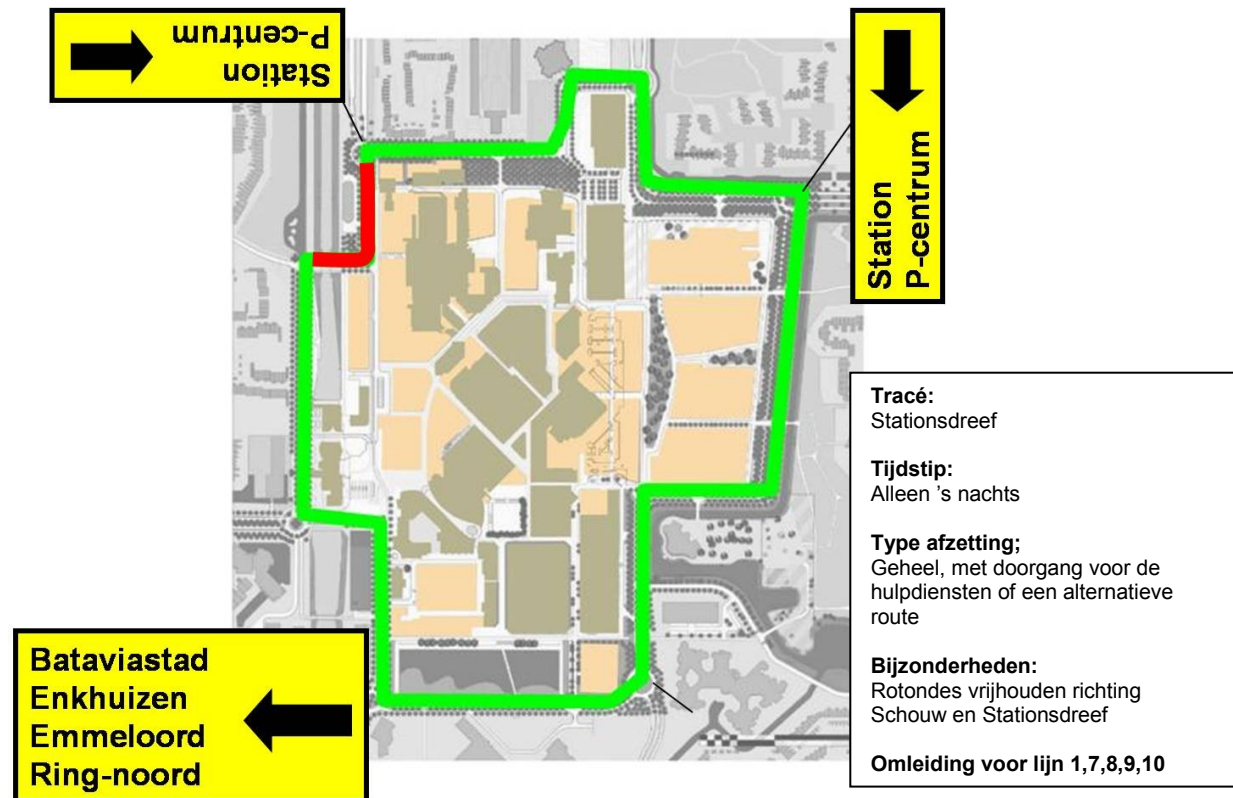 Station
P-centrum
Station
P-centrum
Tracé:
Stationsdreef
Tijdstip:
Alleen 's nachts
Type afzetting;
Geheel, met doorgang voor de
hulpdiensten of een alternatieve
route
Bijzonderheden:
Rotondes vrijhouden richting
Schouw en Stationsdreef
Omleiding voor lijn 1,7,8,9,10
Bataviastad
Enkhuizen
Emmeloord
Ring-noord